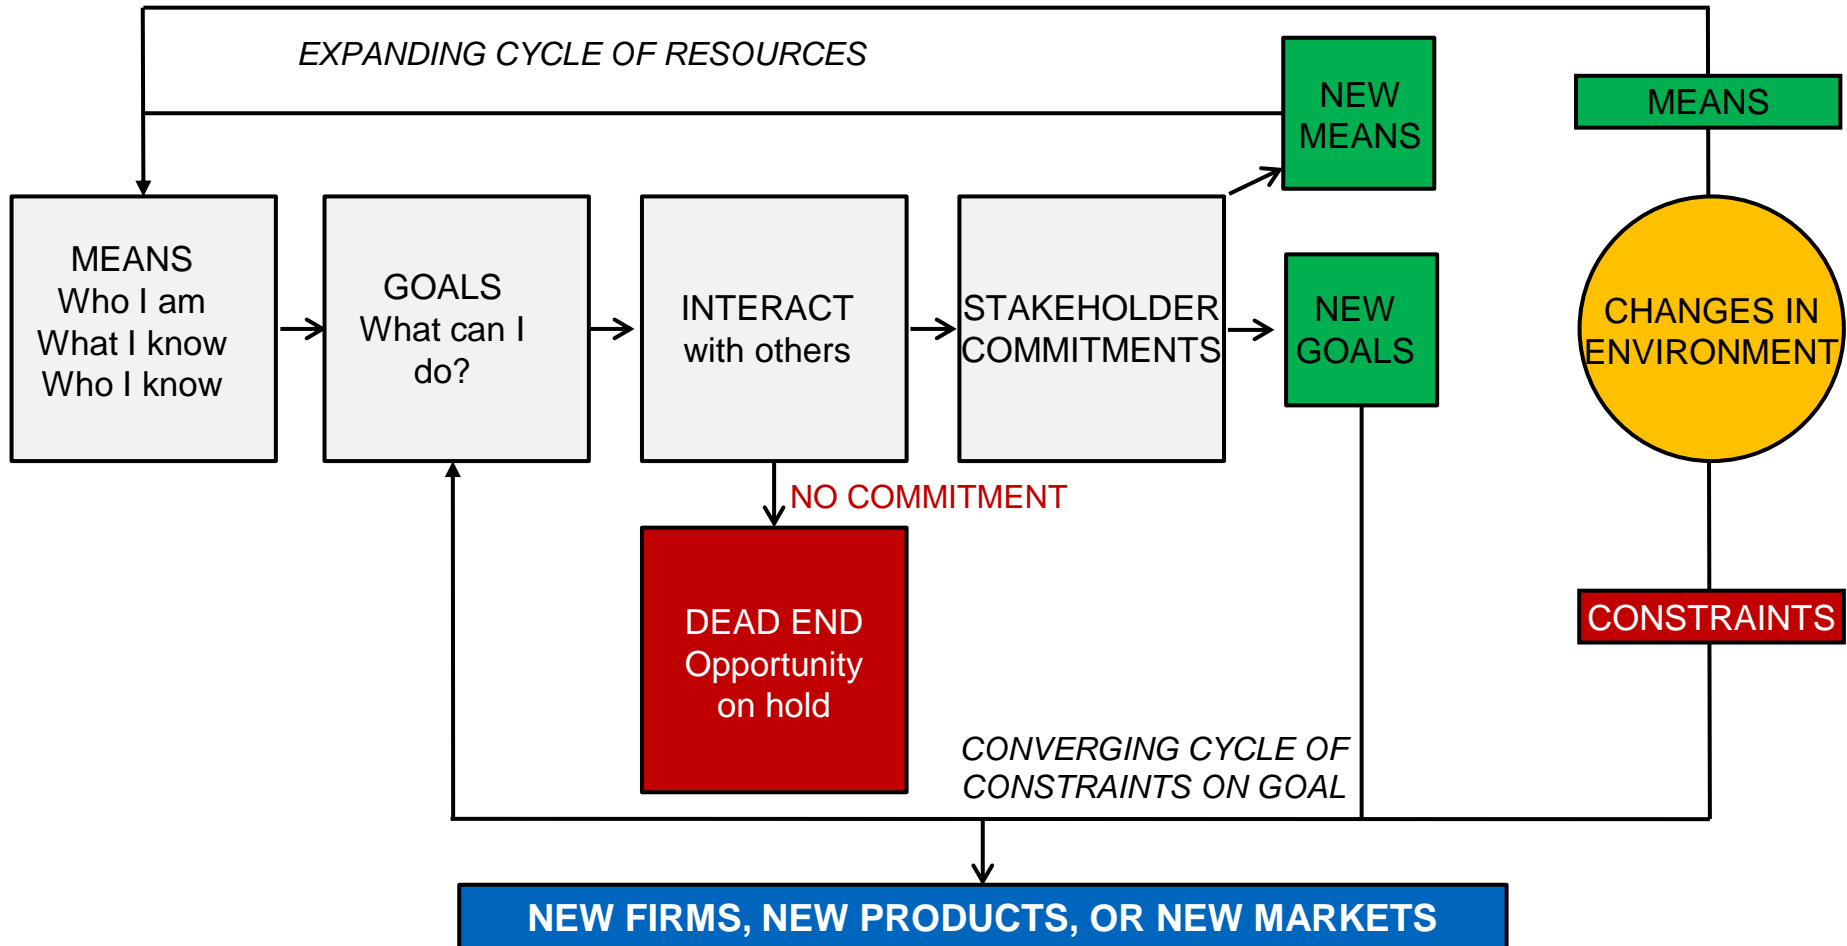 EXPANDING CYCLE OF RESOURCES
NEW
MEANS
MEANS
MEANS
Who I am
What I know
Who I know
GOALS
What can I
do?
INTERACT
with others
STAKEHOLDER
COMMITMENTS
NEW
GOALS
CHANGES IN
ENVIRONMENT
NO COMMITMENT
DEAD END
Opportunity
on hold
CONSTRAINTS
CONVERGING CYCLE OF
CONSTRAINTS ON GOAL
NEW FIRMS, NEW PRODUCTS, OR NEW MARKETS